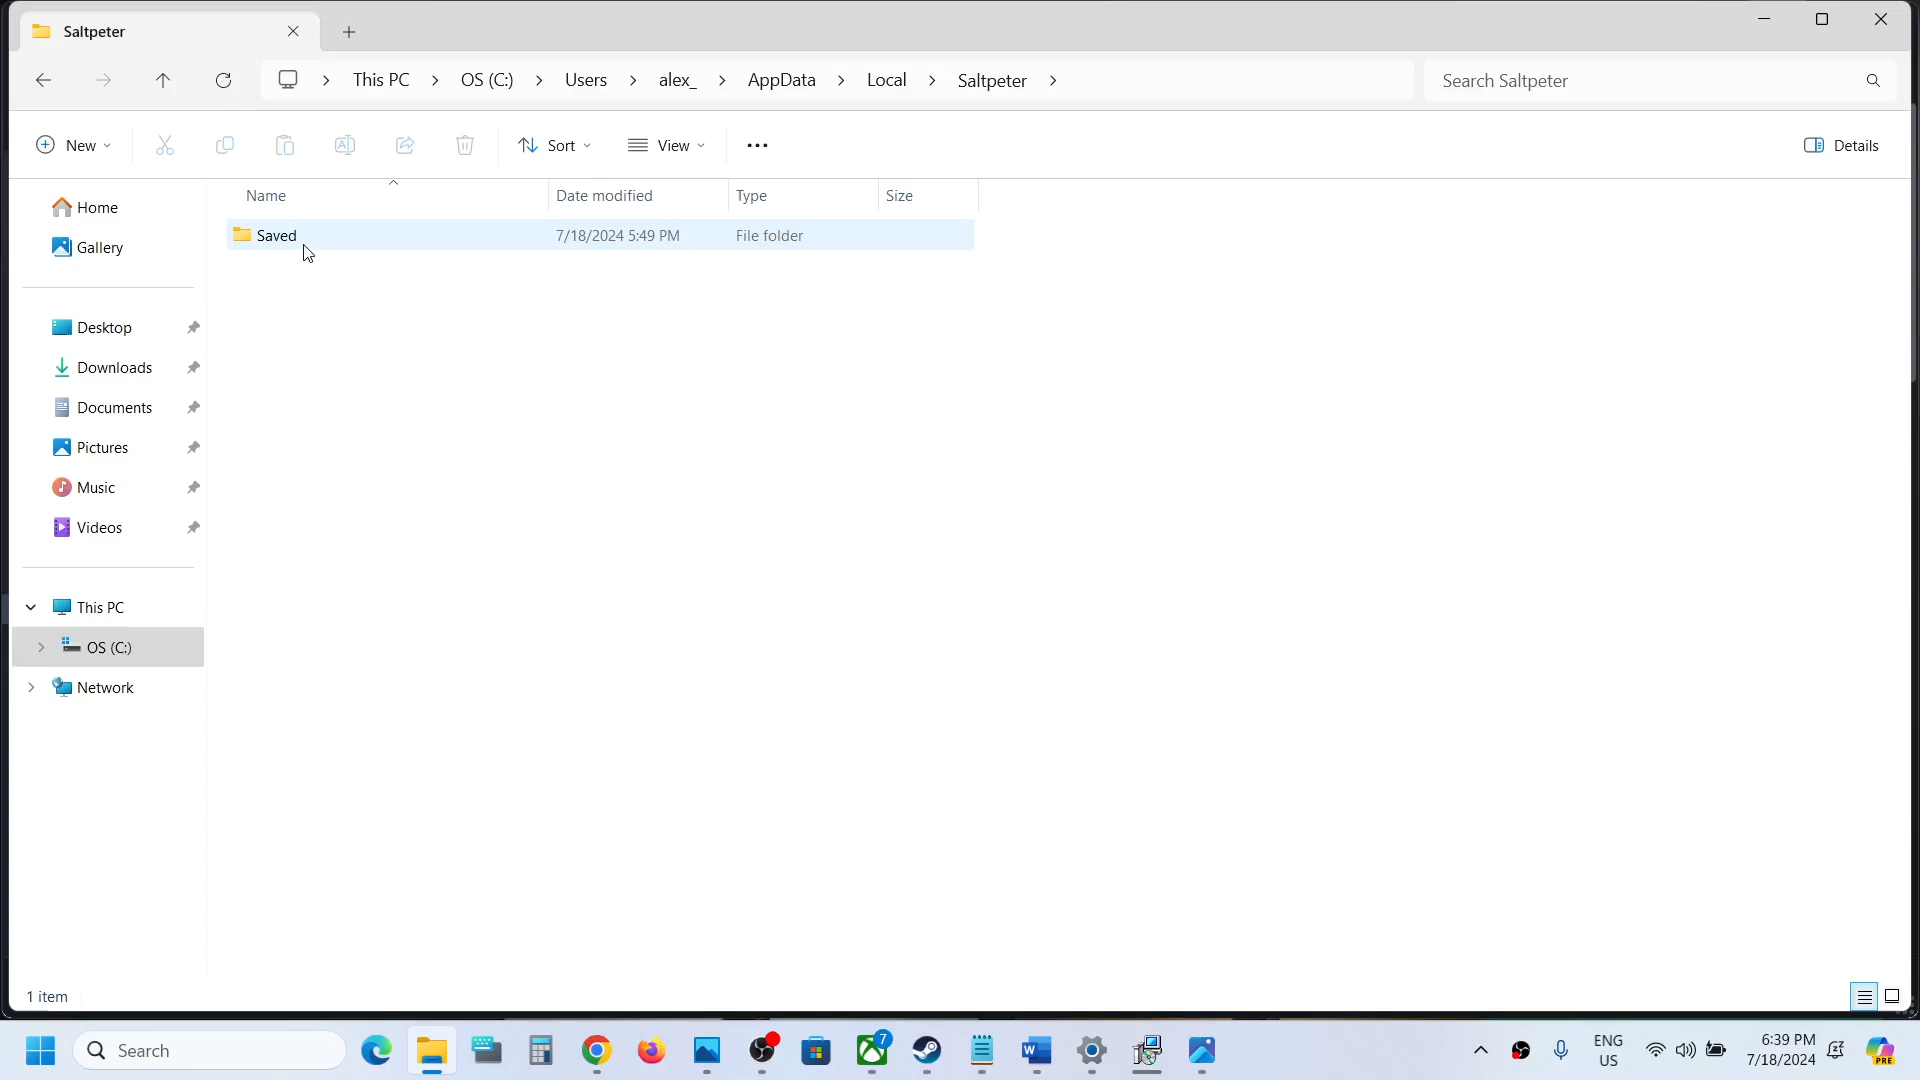 Saltpeter
This PC
OS (C:)
Users
alex_
AppData
Local
Saltpeter
Search Saltpeter
New
Sort
View
Details
Name
Date modified
Type
Size
Saved
7/18/2024 5:49 PM
File folder
Home
Gallery
Desktop
Downloads
Documents
Pictures
Music
Videos
This PC
OS (C:)
Network
1 item
Search
7
ENG
US
6:39 PM
7/18/2024
PRE